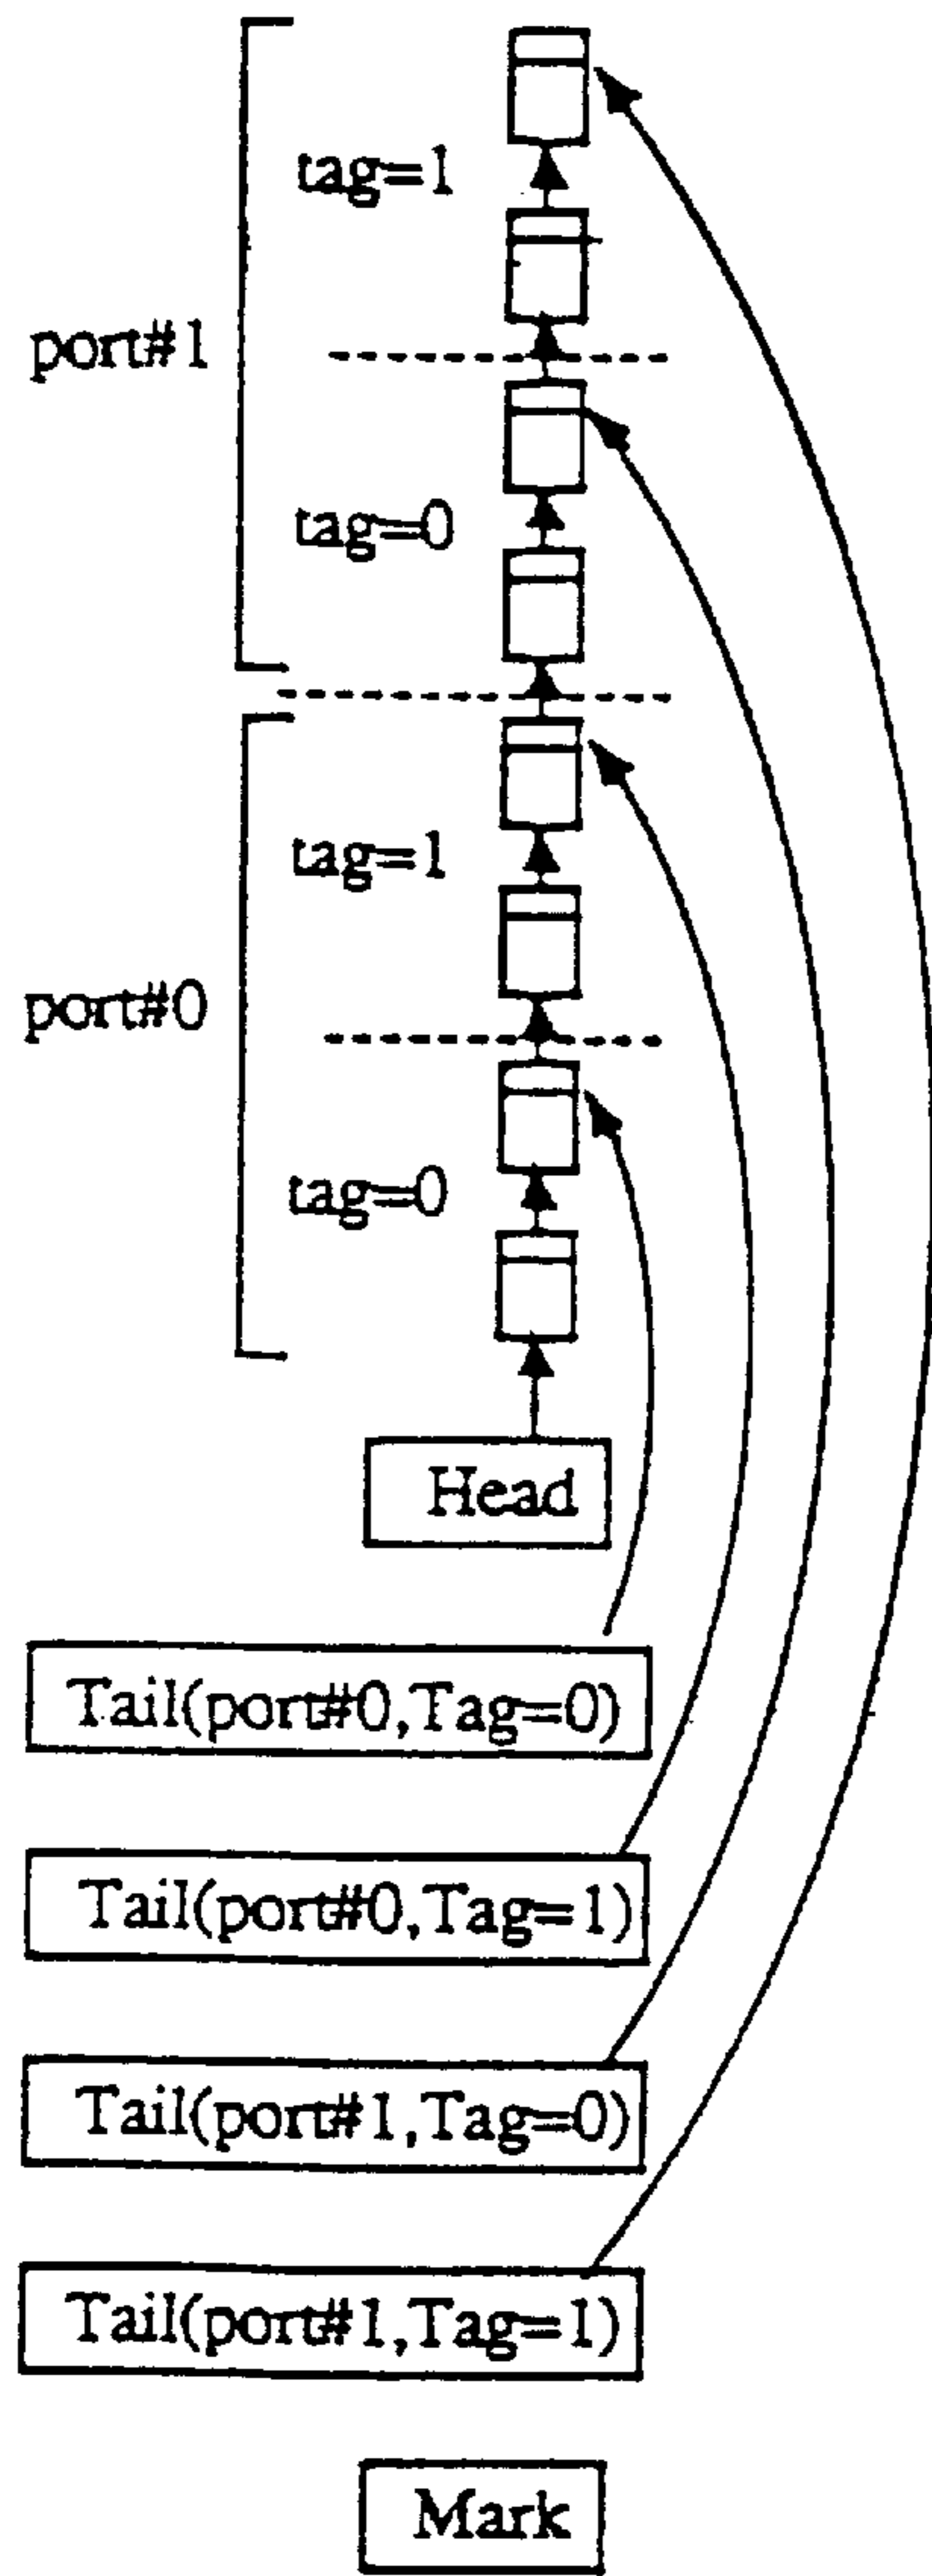 tag=1
port#1
tag=0
tag=1
port#0
tag=0
Head
Tail(port#0,Tag=0)
Tail(port#0,Tag=1)
Tail(port#1,Tag=0)
Tail(port#1,Tag=1)
Mark